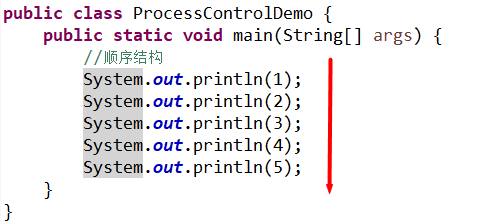 public class ProcessControlDemo {
    public static void main(String[] args) {
        //顺序结构
        System.out.println(1);
        System.out.println(2);
        System.out.println(3);
        System.out.println(4);
        System.out.println(5);
    }
}